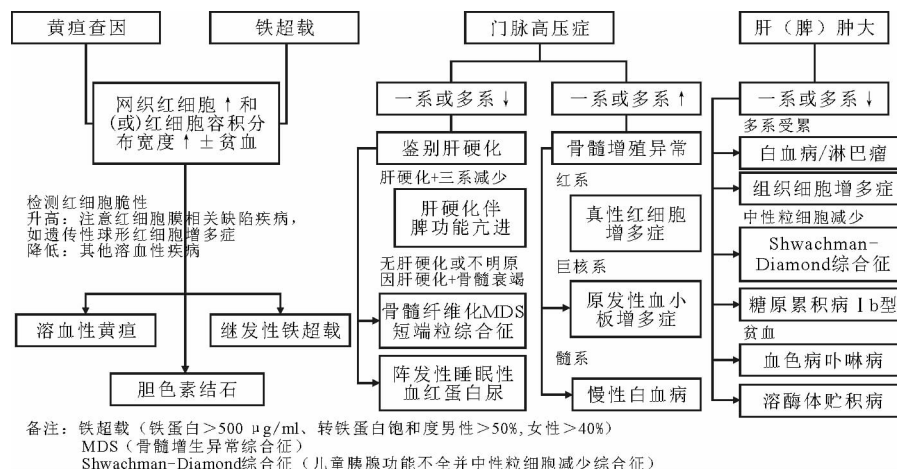 黄疸查因
铁超载
门脉高压症
肝(脾)肿大
网织红细胞↑和
(或)红细胞容积分
布宽度↑±贫血
一系或多系↓
一系或多系↑
一系或多系↓
鉴别肝硬化
骨髓增殖异常
多系受累
白血病/淋巴瘤
组织细胞增多症
中性粒细胞减少
Shwachman-
Diamond综合征
糖原累积病 Ib型
贫血
血色病卟啉病
溶酶体贮积病
检测红细胞脆性
升高:注意红细胞膜相关缺陷疾病,
如遗传性球形红细胞增多症
降低:其他溶血性疾病
肝硬化+三系减少
肝硬化伴
脾功能亢进
无肝硬化或不明原
因肝硬化+骨髓衰竭
骨髓纤维化MDS
短端粒综合征
阵发性睡眠性
血红蛋白尿
红系
真性红细胞
增多症
巨核系
原发性血小
板增多症
髓系
慢性白血病
溶血性黄疸
继发性铁超载
胆色素结石
备注:铁超载(铁蛋白>500 μg/ml、转铁蛋白饱和度男性>50%,女性>40%)
MDS(骨髓增生异常综合征)
Shwachman-Diamond综合征(儿童胰腺功能不全并中性粒细胞减少综合征)